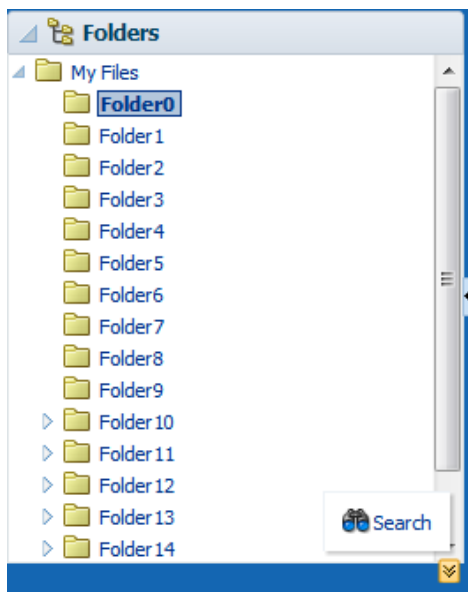 Folders
My Files
Folder0
Folder1
Folder2
Folder3
Folder4
Folder5
Folder6
Folder7
Folder8
Folder9
Folder10
Folder11
Folder12
Folder13
Search
Folder14